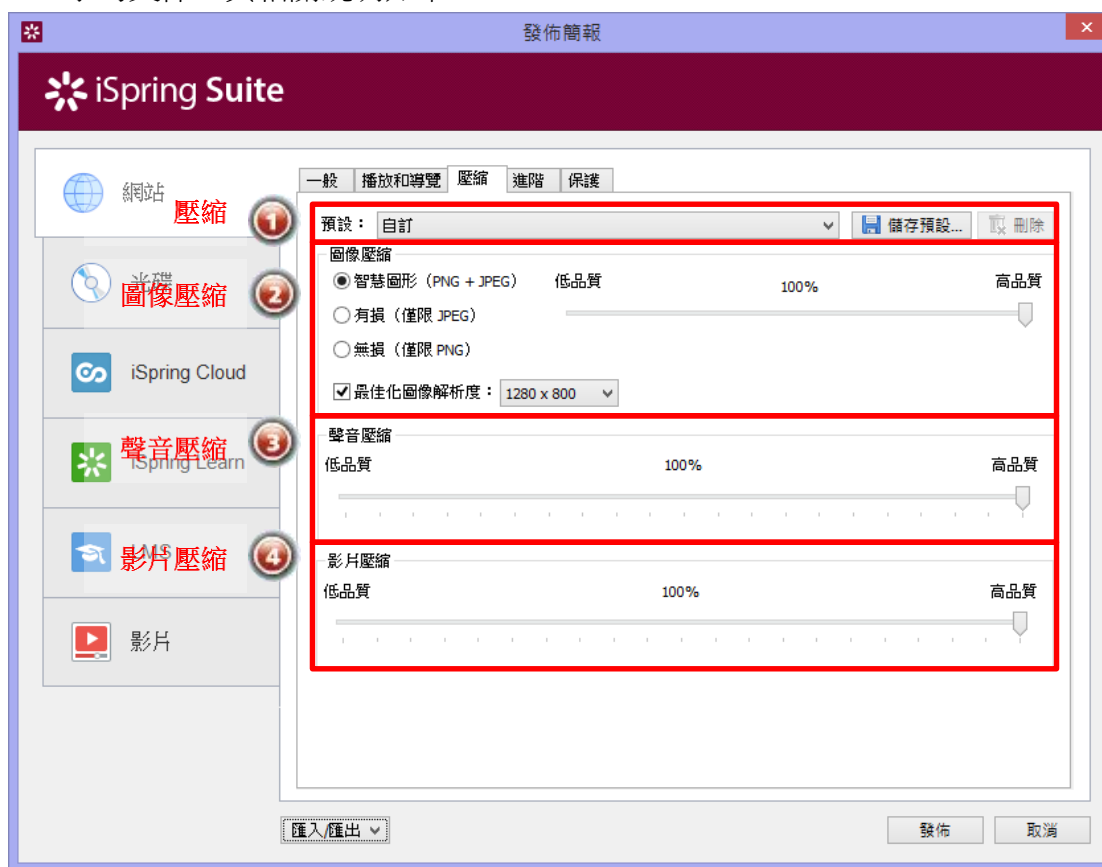 發佈簡報
iSpring Suite
網站
光碟
iSpring Cloud
iSpring Learn
LMS
影片
壓縮 1
圖像壓縮 2
聲音壓縮 3
影片壓縮 4
一般 播放和導覽 壓縮 進階 保護
預設： 自訂 儲存預設... 刪除
圖像壓縮
智慧圖形（PNG + JPEG） 低品質 100% 高品質
有損（僅限 JPEG）
無損（僅限 PNG）
最佳化圖像解析度： 1280 x 800
聲音壓縮
低品質 100% 高品質
影片壓縮
低品質 100% 高品質
匯入/匯出 發佈 取消